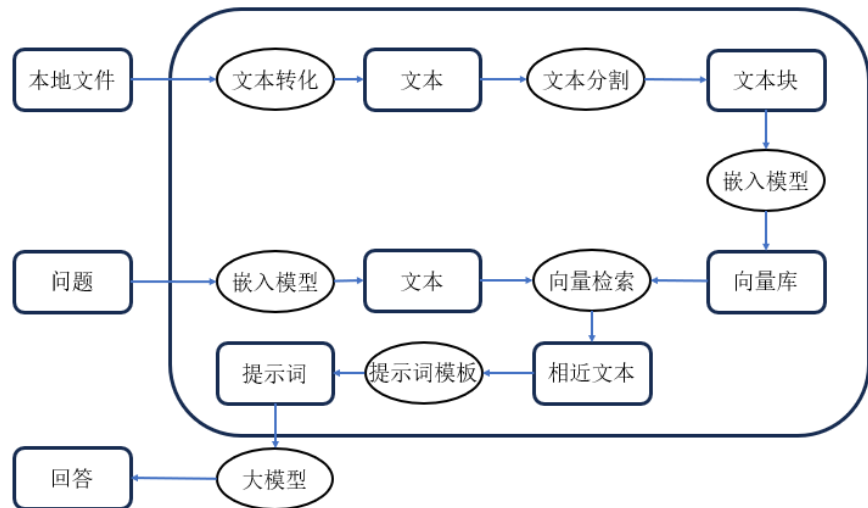 本地文件
文本转化
文本
文本分割
文本块
嵌入模型
问题
嵌入模型
文本
向量检索
向量库
提示词
提示词模板
相近文本
回答
大模型